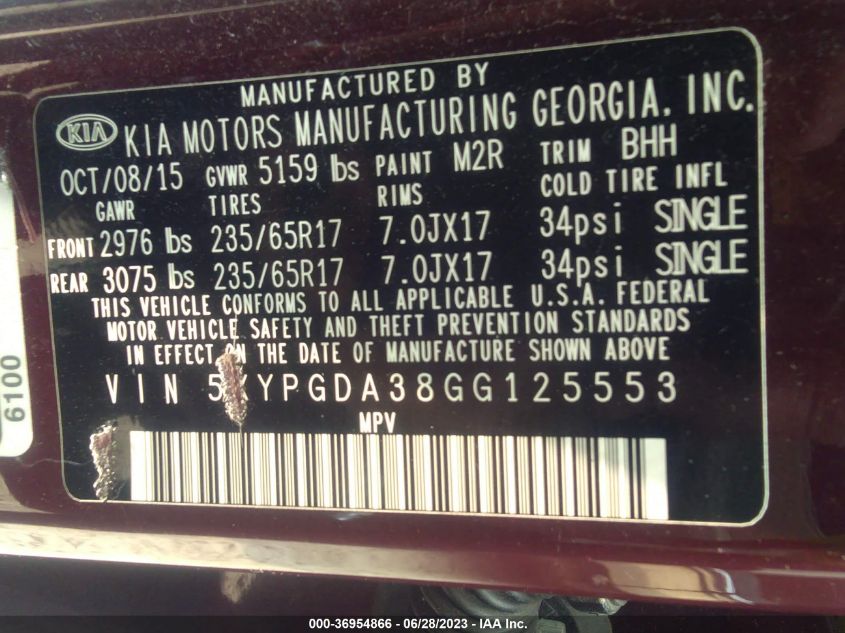 MANUFACTURED BY
KIA KIA MOTORS MANUFACTURING GEORGIA, INC.
OCT/08/15 GVWR 5159 lbs PAINT M2R TRIM BHH
GAWR TIRES RIMS COLD TIRE INFL
FRONT 2976 lbs 235/65R17 7.0JX17 34psi SINGLE
REAR 3075 lbs 235/65R17 7.0JX17 34psi SINGLE
THIS VEHICLE CONFORMS TO ALL APPLICABLE U.S.A. FEDERAL
MOTOR VEHICLE SAFETY AND THEFT PREVENTION STANDARDS
IN EFFECT ON THE DATE OF MANUFACTURE SHOWN ABOVE
VIN 5XYPGDA38GG125553
MPV
6100
000-36954866 - 06/28/2023 - © IAA Inc.